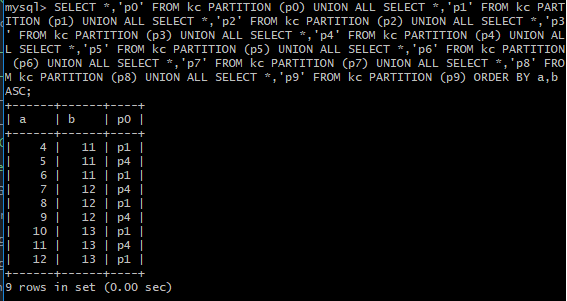 mysql> SELECT *,'p0' FROM kc PARTITION (p0) UNION ALL SELECT *,'p1' FROM kc PART
ITION (p1) UNION ALL SELECT *,'p2' FROM kc PARTITION (p2) UNION ALL SELECT *,'p3
' FROM kc PARTITION (p3) UNION ALL SELECT *,'p4' FROM kc PARTITION (p4) UNION AL
L SELECT *,'p5' FROM kc PARTITION (p5) UNION ALL SELECT *,'p6' FROM kc PARTITION
 (p6) UNION ALL SELECT *,'p7' FROM kc PARTITION (p7) UNION ALL SELECT *,'p8' FRO
M kc PARTITION (p8) UNION ALL SELECT *,'p9' FROM kc PARTITION (p9) ORDER BY a,b
ASC;
+------+------+----+
| a    | b    | p0 |
+------+------+----+
|    4 |   11 | p1 |
|    5 |   11 | p4 |
|    6 |   11 | p1 |
|    7 |   12 | p4 |
|    8 |   12 | p1 |
|    9 |   12 | p4 |
|   10 |   13 | p1 |
|   11 |   13 | p4 |
|   12 |   13 | p1 |
+------+------+----+
9 rows in set (0.00 sec)